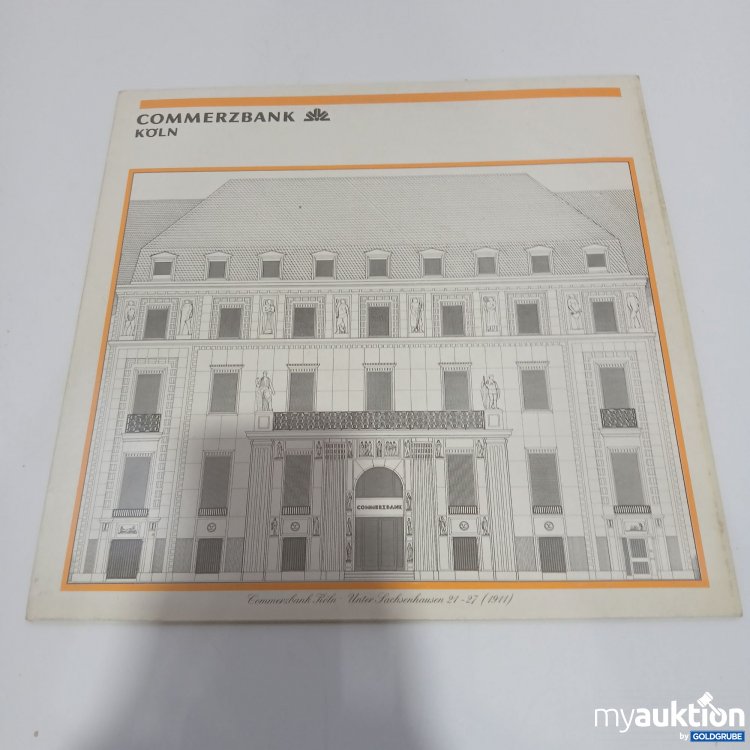 COMMERZBANK
KÖLN
COMMERZBANK
Commerzbank Köln - Unter Sachsenhausen 21-27 (1911)
myauktion
by GOLDGRUBE